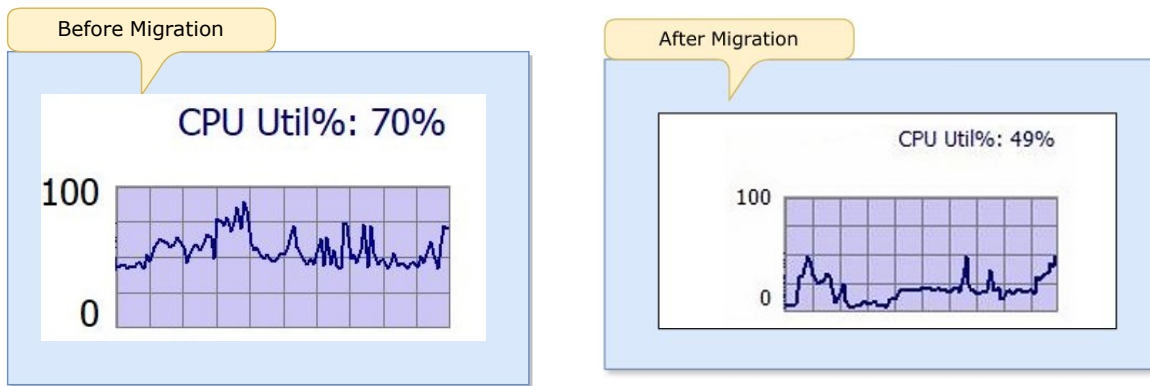 Before Migration
CPU Util%: 70%
100
0
After Migration
CPU Util%: 49%
100
0